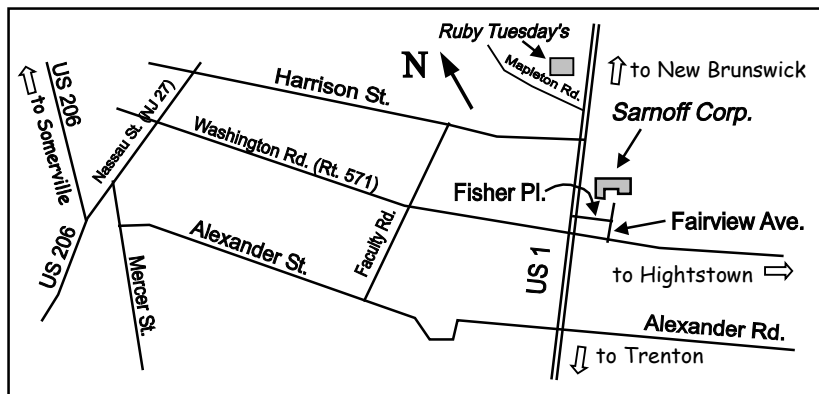 Ruby Tuesday's
N
Mapleton Rd.
to New Brunswick
US 206
to Somerville
Nassau St. (NJ 27)
Harrison St.
Sarnoff Corp.
Washington Rd. (Rt. 571)
Fisher Pl.
Fairview Ave.
Faculty Rd.
Alexander St.
US 206
Mercer St.
US 1
to Hightstown
Alexander Rd.
to Trenton